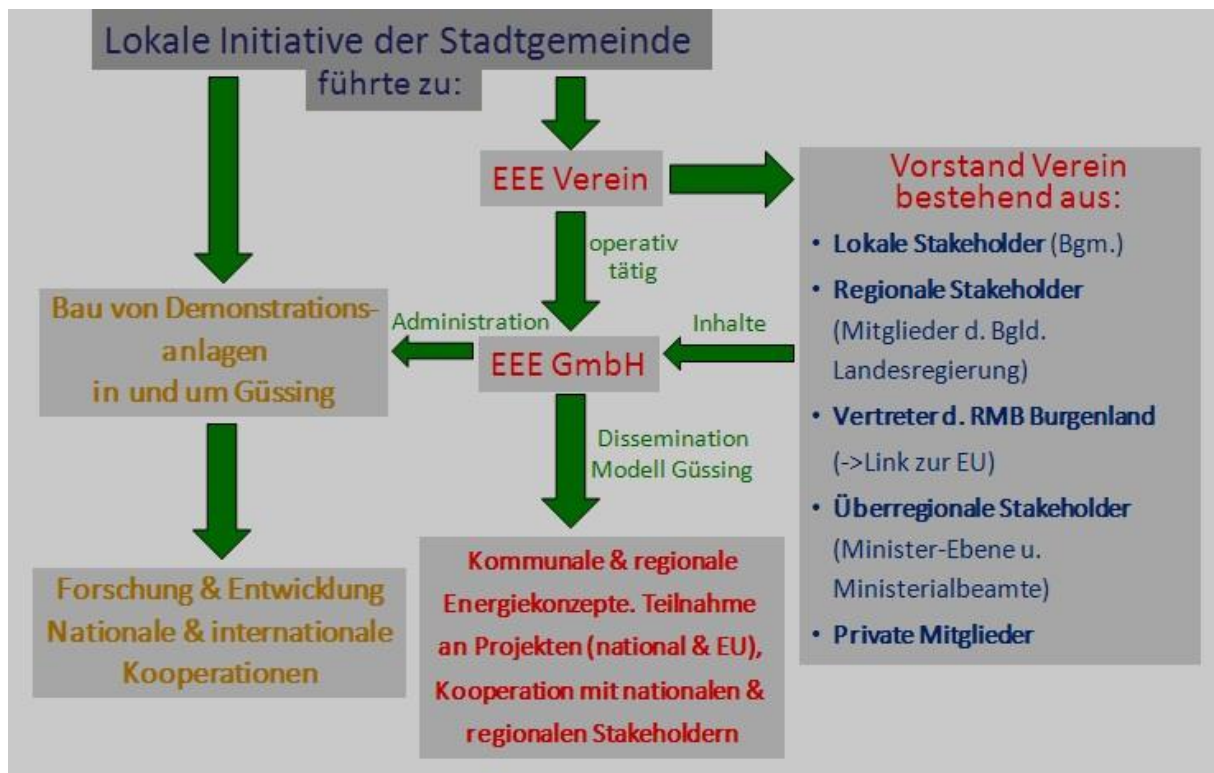 Lokale Initiative der Stadtgemeinde
führte zu:
EEE Verein
Vorstand Verein
bestehend aus:
• Lokale Stakeholder (Bgm.)
• Regionale Stakeholder
(Mitglieder d. Bgld.
Landesregierung)
• Vertreter d. RMB Burgenland
(->Link zur EU)
• Überregionale Stakeholder
(Minister-Ebene u.
Ministerialbeamte)
• Private Mitglieder
operativ
tätig
Inhalte
EEE GmbH
Administration
Bau von Demonstrations-
anlagen
in und um Güssing
Dissemination
Modell Güssing
Forschung & Entwicklung
Nationale & internationale
Kooperationen
Kommunale & regionale
Energiekonzepte. Teilnahme
an Projekten (national & EU),
Kooperation mit nationalen &
regionalen Stakeholdern